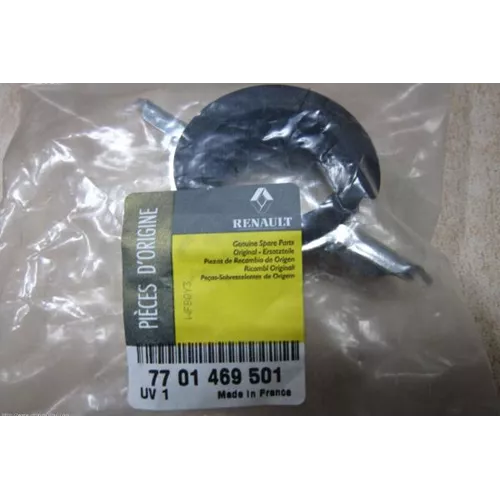 PIÈCES D'ORIGINE
RENAULT
Genuine Spare Parts
Original - Ersatzteile
Piezas de Recambio de Origen
Ricambi Originali
Peças-Sobresselentes de Origem
77 01 469 501
UV 1
Made in France